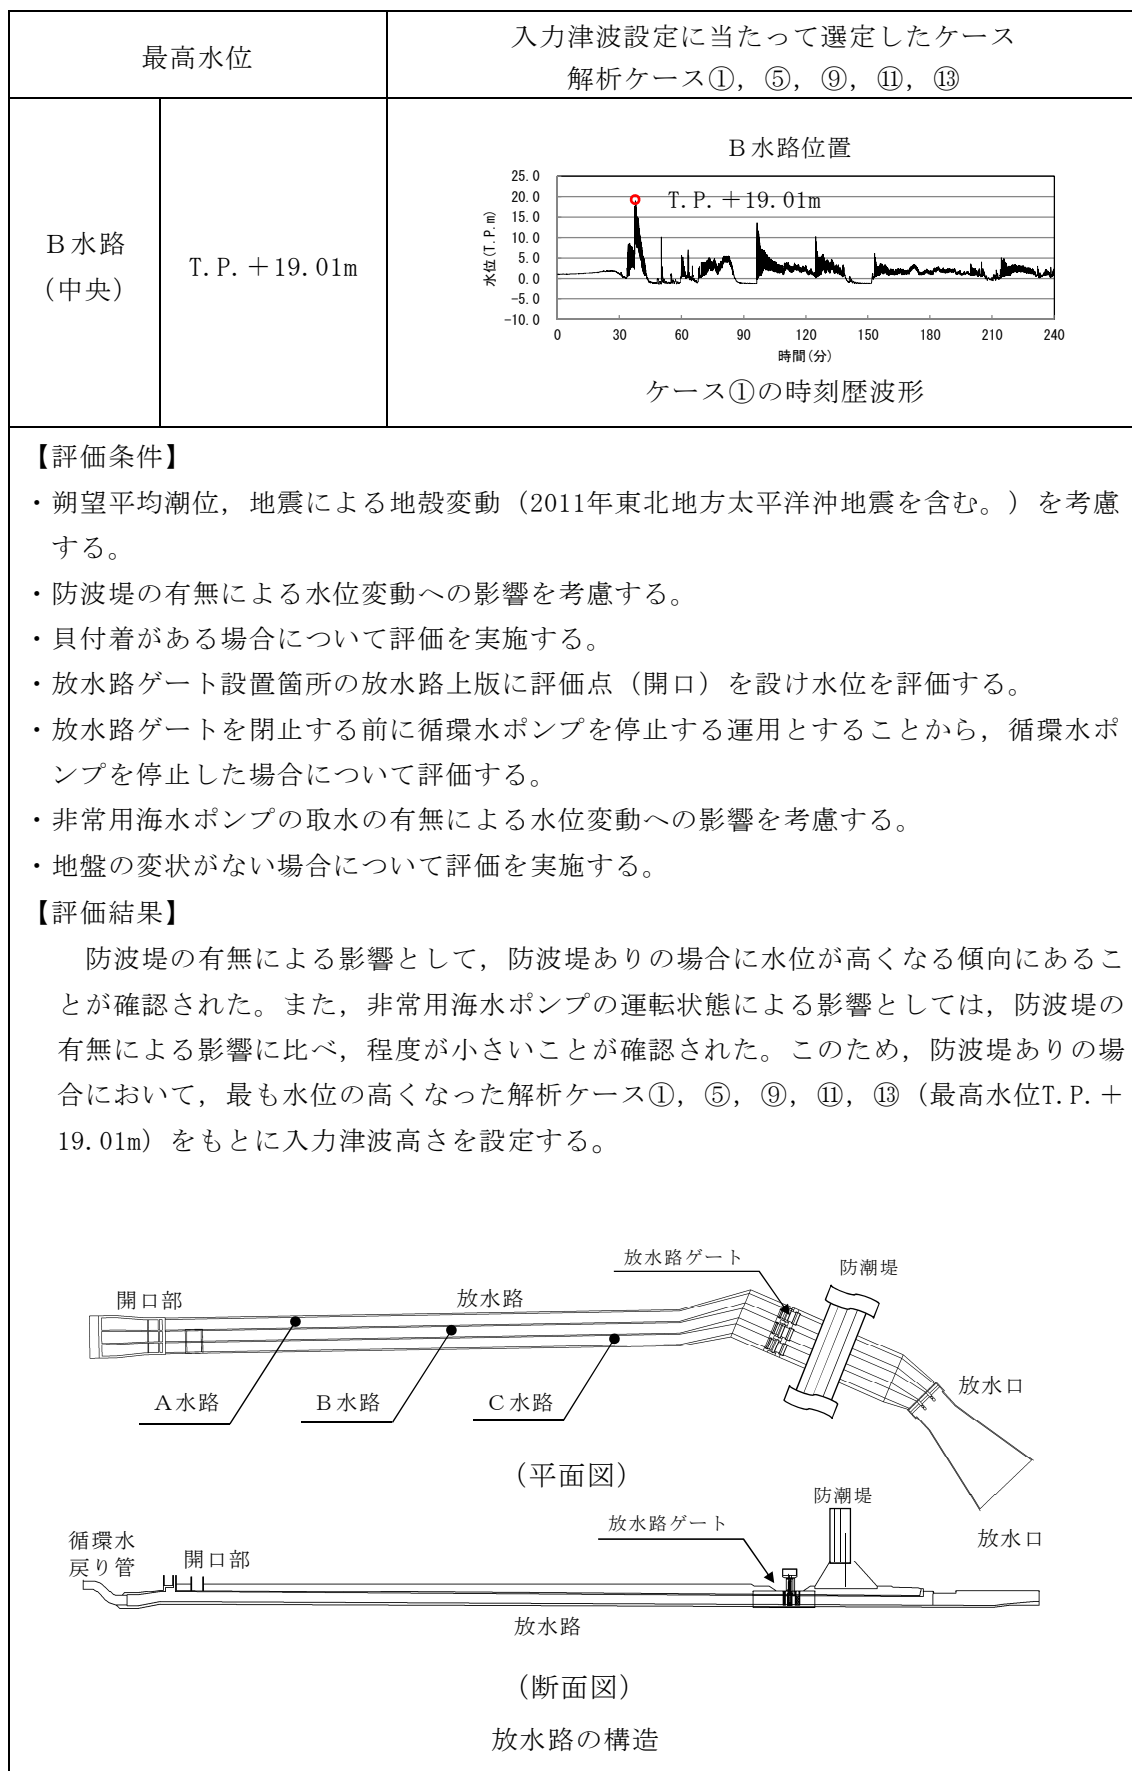 最高水位
入力津波設定に当たって選定したケース
解析ケース①，⑤，⑨，⑪，⑬
Ｂ水路
（中央）
T.P.＋19.01m
Ｂ水路位置
25.0
20.0
15.0
10.0
5.0
0.0
-5.0
-10.0
水位(T.P.m)
T.P.＋19.01m
0 30 60 90 120 150 180 210 240
時間(分)
ケース①の時刻歴波形
【評価条件】
・朔望平均潮位，地震による地殻変動（2011年東北地方太平洋沖地震を含む。）を考慮
する。
・防波堤の有無による水位変動への影響を考慮する。
・貝付着がある場合について評価を実施する。
・放水路ゲート設置箇所の放水路上版に評価点（開口）を設け水位を評価する。
・放水路ゲートを閉止する前に循環水ポンプを停止する運用とすることから，循環水ポ
ンプを停止した場合について評価する。
・非常用海水ポンプの取水の有無による水位変動への影響を考慮する。
・地盤の変状がない場合について評価を実施する。
【評価結果】
防波堤の有無による影響として，防波堤ありの場合に水位が高くなる傾向にあるこ
とが確認された。また，非常用海水ポンプの運転状態による影響としては，防波堤の
有無による影響に比べ，程度が小さいことが確認された。このため，防波堤ありの場
合において，最も水位の高くなった解析ケース①，⑤，⑨，⑪，⑬（最高水位T.P.＋
19.01m）をもとに入力津波高さを設定する。
放水路ゲート
防潮堤
開口部
放水路
Ａ水路
Ｂ水路
Ｃ水路
放水口
（平面図）
防潮堤
放水路ゲート
放水口
循環水
戻り管
開口部
放水路
（断面図）
放水路の構造